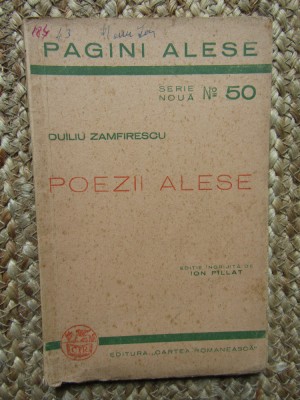 PAGINI ALESE
SERIE
NOUĂ No 50
DUILIU ZAMFIRESCU
POEZII ALESE
EDIȚIE ÎNGRIJITĂ DE
ION PILLAT
EDITURA „CARTEA ROMÂNEASCĂ"